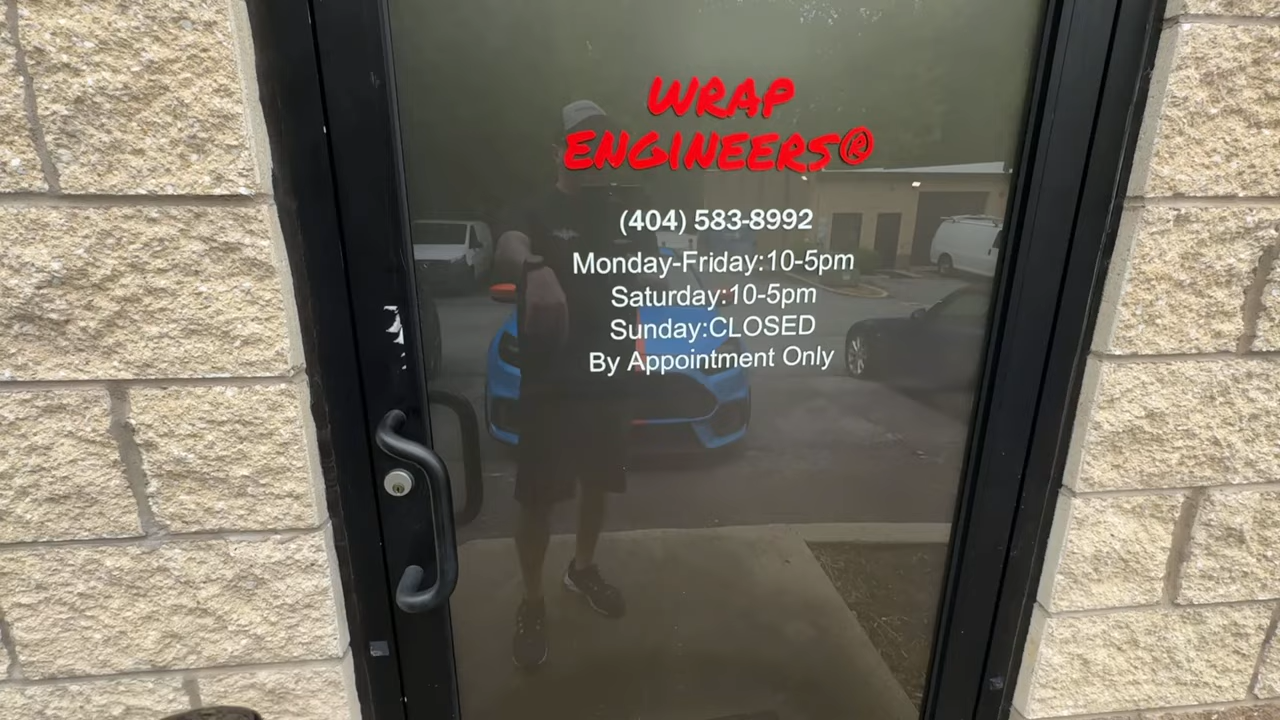 WRAP
ENGINEERS®
(404) 583-8992
Monday-Friday:10-5pm
Saturday:10-5pm
Sunday:CLOSED
By Appointment Only